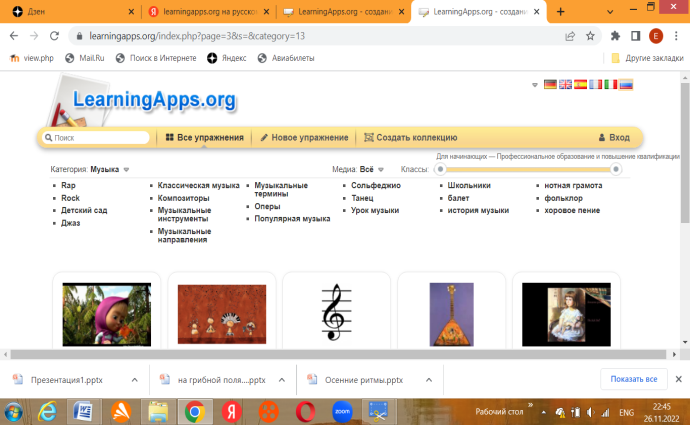 Дзен
learningapps.org на русско
LearningApps.org - создани
LearningApps.org - создани
learningapps.org/index.php?page=3&s=&category=13
E
view.php
Mail.Ru
Поиск в Интернете
Яндекс
Авиабилеты
Другие закладки
LearningApps.org
Поиск
Все упражнения
Новое упражнение
Создать коллекцию
Вход
Категория: Музыка
Медиа: Всё
Классы:
Для начинающих — Профессиональное образование и повышение квалификации
Rap
Rock
Детский сад
Джаз
Классическая музыка
Композиторы
Музыкальные
инструменты
Музыкальные
направления
Музыкальные
термины
Оперы
Популярная музыка
Сольфеджио
Танец
Урок музыки
Школьники
балет
история музыки
нотная грамота
фольклор
хоровое пение
Презентация1.pptx
на грибной поля....pptx
Осенние ритмы.pptx
Показать все
zoom
Рабочий стол
ENG
22:45
26.11.2022